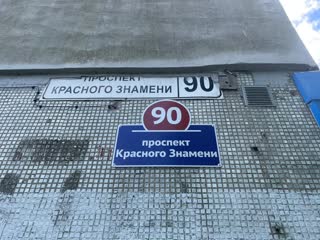 ПРОСПЕКТ
КРАСНОГО ЗНАМЕНИ 90
90
проспект
Красного Знамени